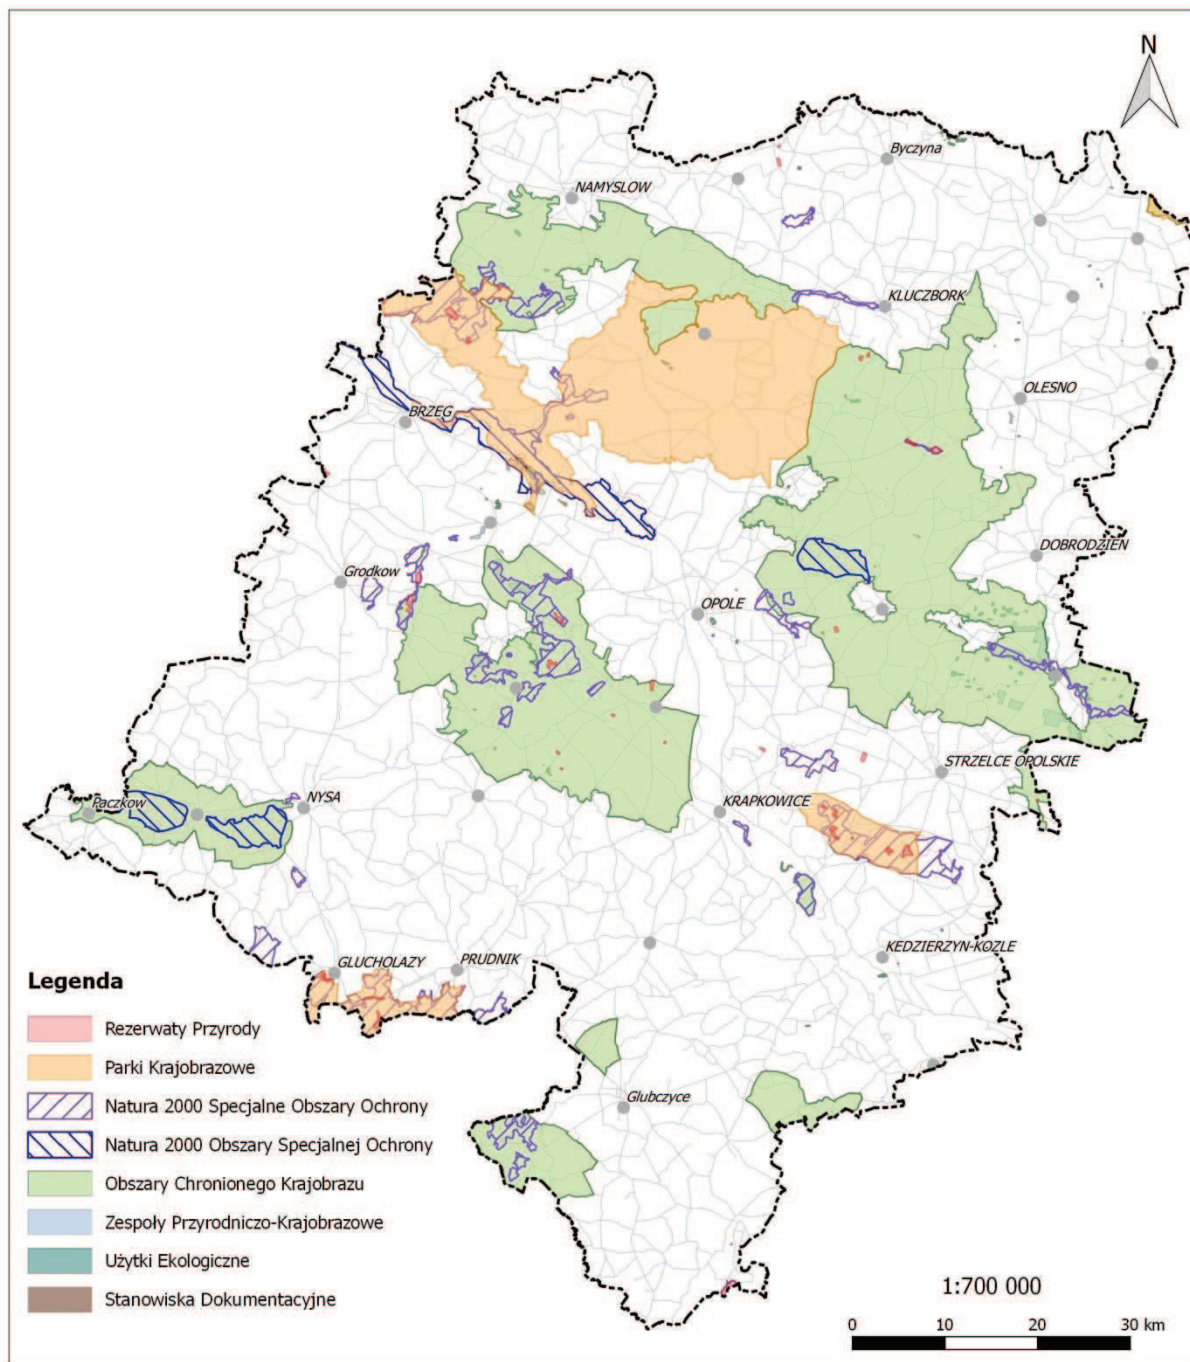 N
Byczyna
NAMYSLOW
KLUCZBORK
OLESNO
BRZEG
DOBRODZIEN
Grodkow
OPOLE
STRZELCE OPOLSKIE
Paczkow
NYSA
KRAPKOWICE
KEDZIERZYN-KOZLE
GLUCHOLAZY
PRUDNIK
Glubczyce
Legenda
Rezerwaty Przyrody
Parki Krajobrazowe
Natura 2000 Specjalne Obszary Ochrony
Natura 2000 Obszary Specjalnej Ochrony
Obszary Chronionego Krajobrazu
Zespoły Przyrodniczo-Krajobrazowe
Użytki Ekologiczne
Stanowiska Dokumentacyjne
1:700 000
0 10 20 30 km